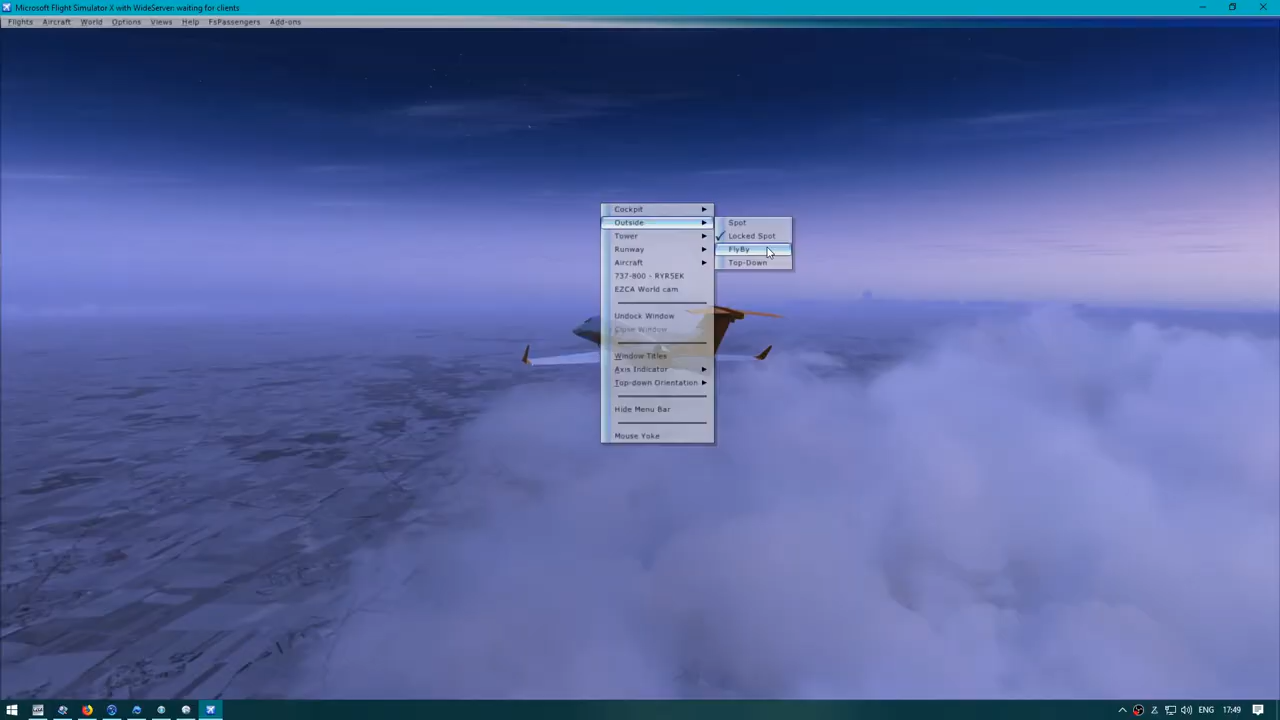 Microsoft Flight Simulator X with WideServer: waiting for clients
Flights Aircraft World Options Views Help FsPassengers Add-ons
Cockpit
Outside
Tower
Runway
Aircraft
737-800 - RYR5EK
EZCA World cam
Undock Window
Close Window
Window Titles
Axis Indicator
Top-down Orientation
Hide Menu Bar
Mouse Yoke
Spot
Locked Spot
FlyBy
Top-Down
ENG 17:49